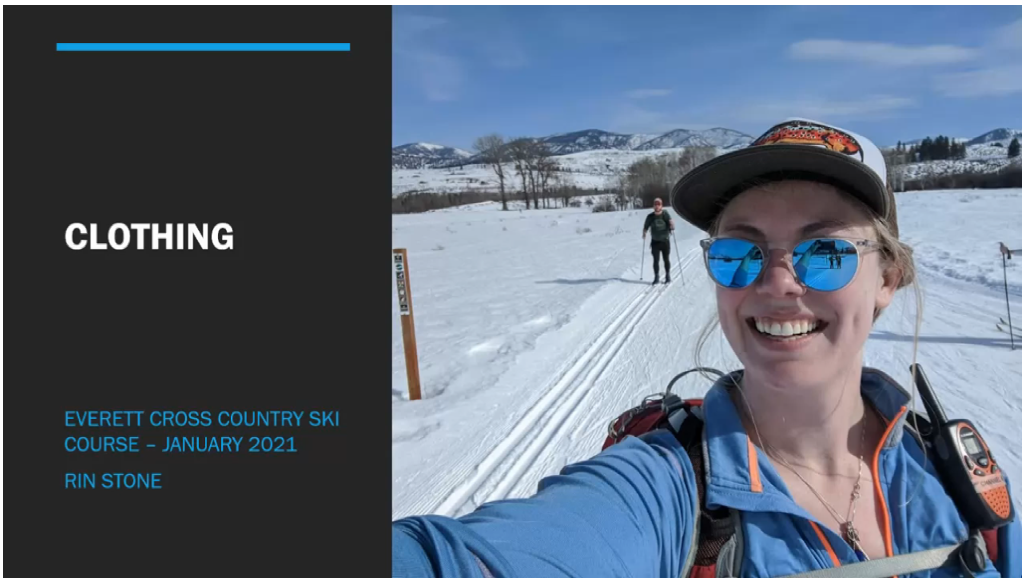 CLOTHING
EVERETT CROSS COUNTRY SKI
COURSE – JANUARY 2021
RIN STONE